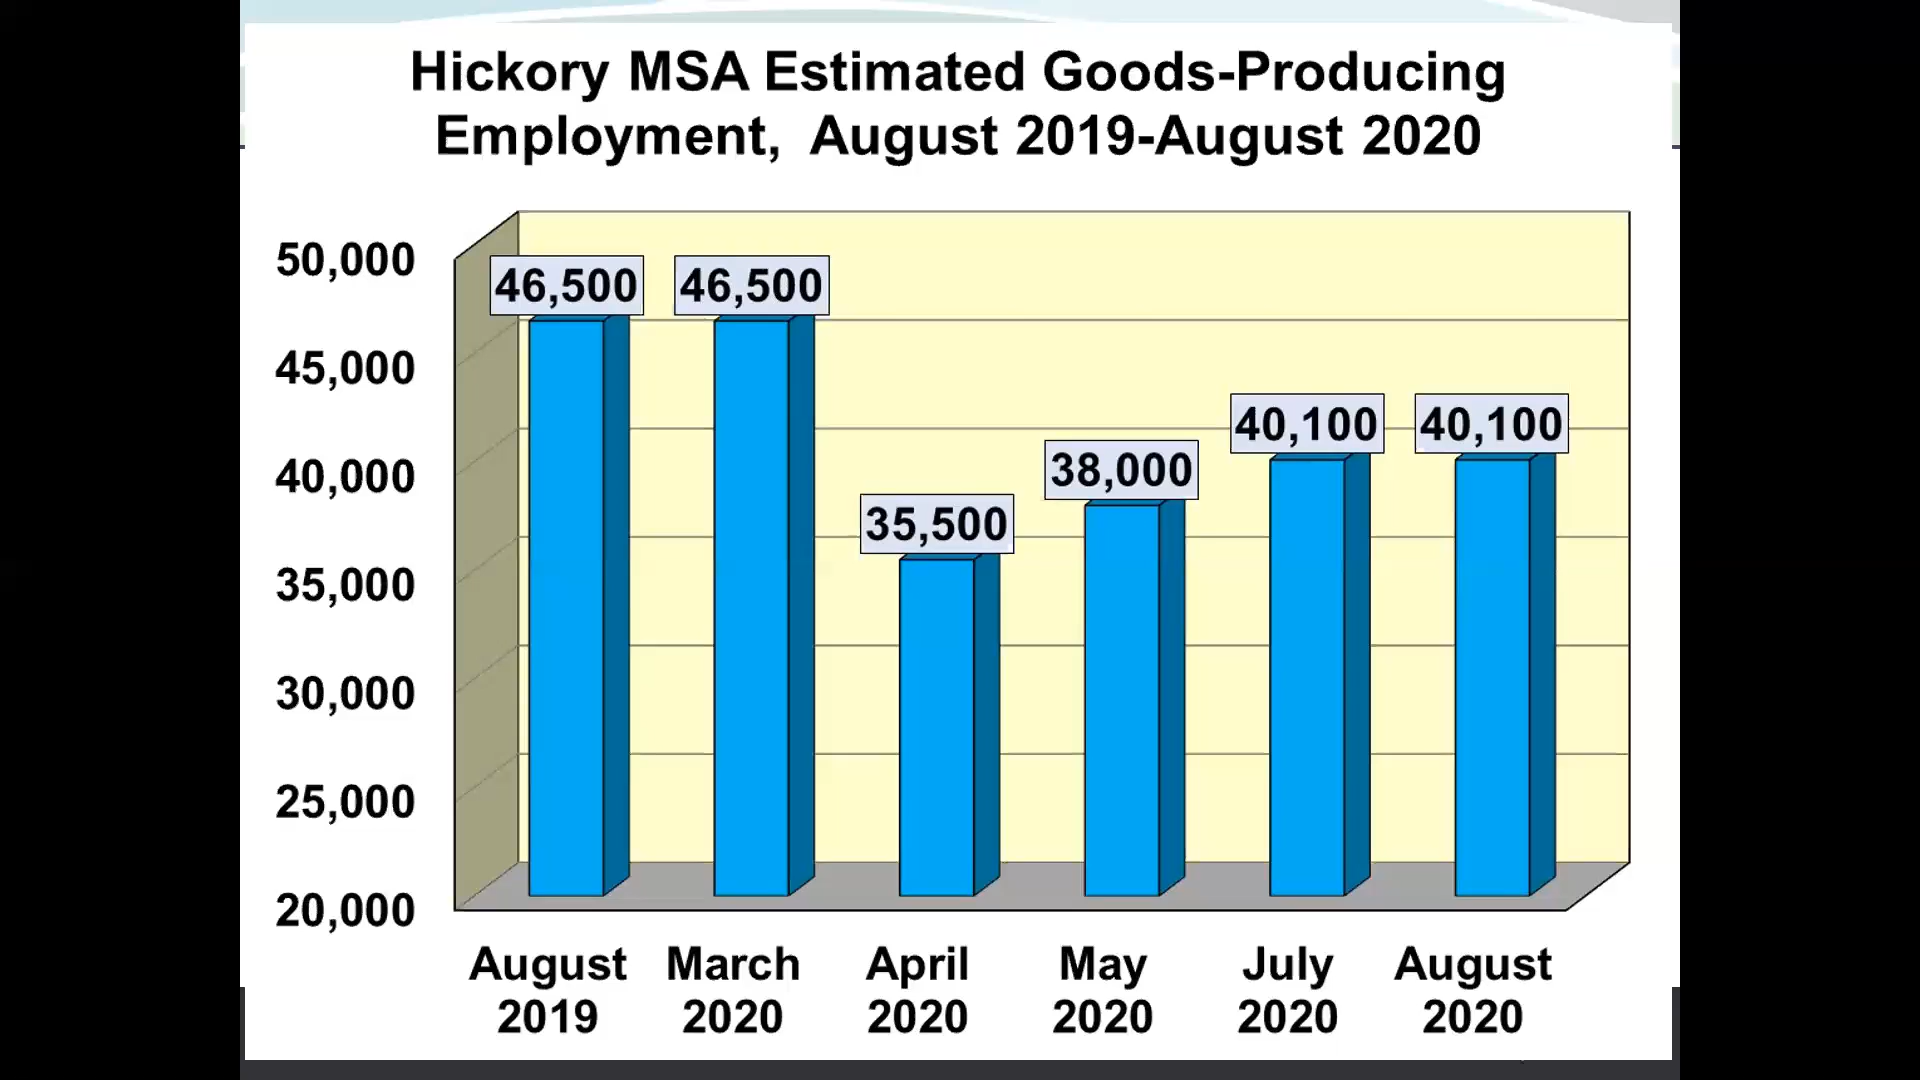 Hickory MSA Estimated Goods-Producing
Employment, August 2019-August 2020
50,000
45,000
40,000
35,000
30,000
25,000
20,000
46,500
46,500
35,500
38,000
40,100
40,100
August 2019
March 2020
April 2020
May 2020
July 2020
August 2020